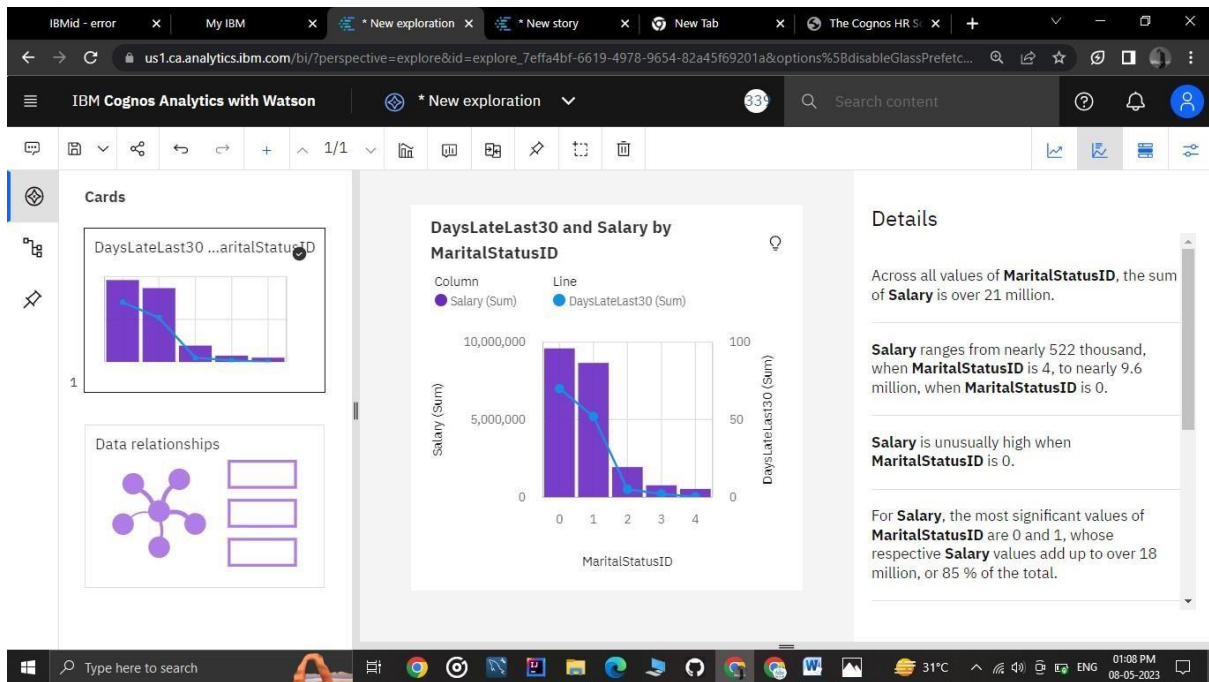 IBMid - error
My IBM
* New exploration
* New story
New Tab
The Cognos HR Sc
us1.ca.analytics.ibm.com/bi/?perspective=explore&id=explore_7effa4bf-6619-4978-9654-82a45f69201a&options%5BdisableGlassPrefetc...
IBM Cognos Analytics with Watson
* New exploration
339
Search content
1/1
Cards
DaysLateLast30 ...aritalStatusID
1
Data relationships
DaysLateLast30 and Salary by
MaritalStatusID
Column
Line
Salary (Sum)
DaysLateLast30 (Sum)
10,000,000
5,000,000
0
Salary (Sum)
100
50
0
DaysLateLast30 (Sum)
0 1 2 3 4
MaritalStatusID
Details
Across all values of MaritalStatusID, the sum
of Salary is over 21 million.
Salary ranges from nearly 522 thousand,
when MaritalStatusID is 4, to nearly 9.6
million, when MaritalStatusID is 0.
Salary is unusually high when
MaritalStatusID is 0.
For Salary, the most significant values of
MaritalStatusID are 0 and 1, whose
respective Salary values add up to over 18
million, or 85 % of the total.
Type here to search
31°C
ENG
01:08 PM
08-05-2023